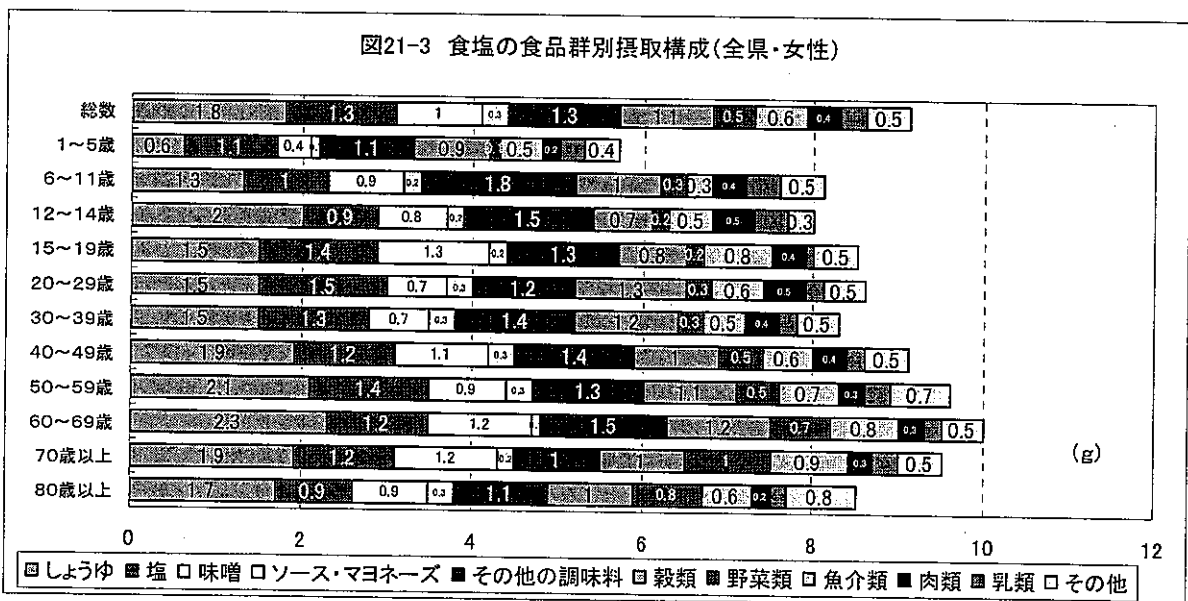 図21-3 食塩の食品群別摂取構成(全県・女性)
総数 1.8 1.3 1 0.3 1.3 1.1 0.5 0.6 0.4 0.5
1～5歳 0.6 1.1 0.4 1.1 0.9 0.5 0.2 0.4
6～11歳 1.3 1 0.9 0.2 1.8 1 0.3 0.3 0.4 0.5
12～14歳 2 0.9 0.8 0.2 1.5 0.7 0.2 0.5 0.5 0.3
15～19歳 1.5 1.4 1.3 0.2 1.3 0.8 0.2 0.8 0.4 0.5
20～29歳 1.5 1.5 0.7 0.3 1.2 1.3 0.3 0.6 0.5 0.5
30～39歳 1.5 1.3 0.7 0.3 1.4 1.2 0.3 0.5 0.4 0.5
40～49歳 1.9 1.2 1.1 0.3 1.4 1 0.5 0.6 0.4 0.5
50～59歳 2.1 1.4 0.9 0.3 1.3 1.1 0.5 0.7 0.3 0.7
60～69歳 2.3 1.2 1.2 1.5 1.2 0.7 0.8 0.3 0.5
70歳以上 1.9 1.2 1.2 0.2 1 1 1 0.9 0.3 0.5
80歳以上 1.7 0.9 0.9 0.3 1.1 1 0.8 0.6 0.2 0.8
(g)
0 2 4 6 8 10 12
しょうゆ 塩 味噌 ソース・マヨネーズ その他の調味料 穀類 野菜類 魚介類 肉類 乳類 その他